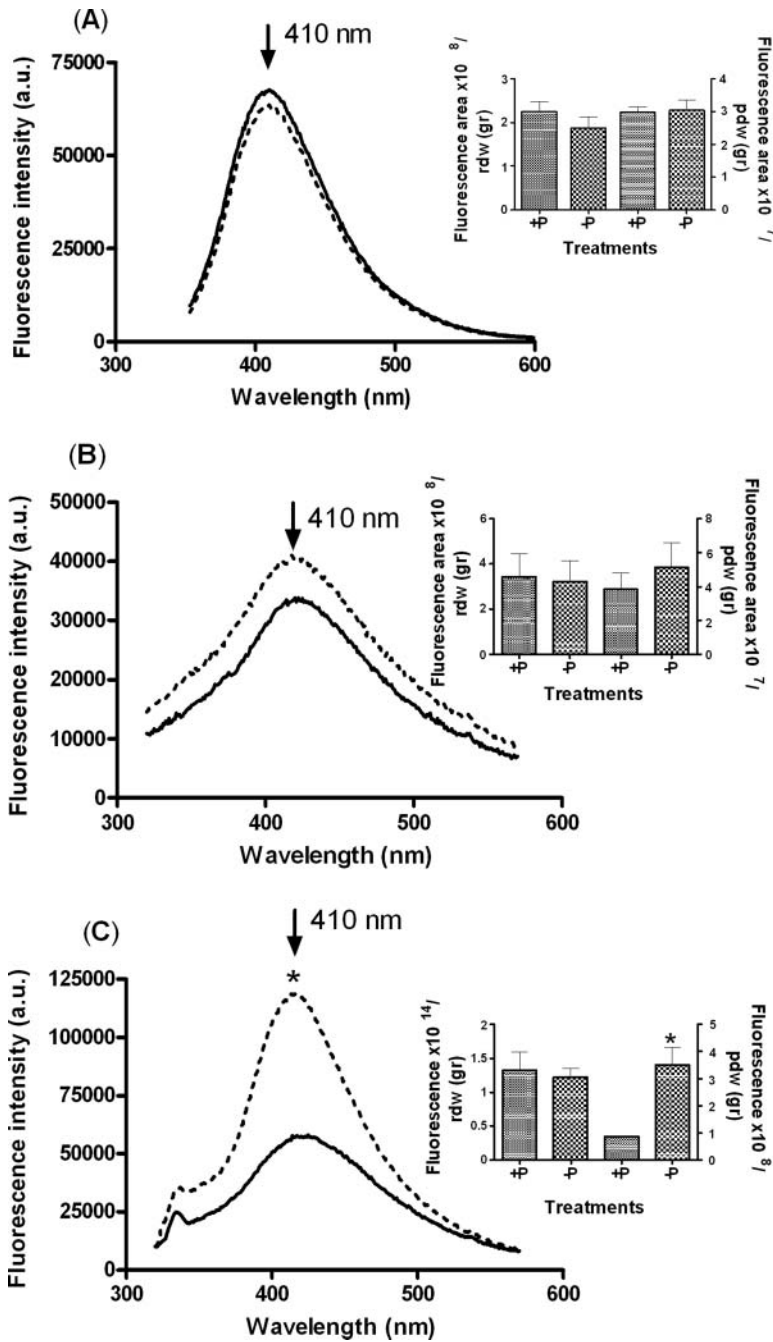 (A)
410 nm
Fluorescence intensity (a.u.)
75000
50000
25000
0
300
400
500
600
Wavelength (nm)
Fluorescence area x10 8/
rdw (gr)
3
2
1
0
Fluorescence area x10 7/
pdw (gr)
4
3
2
1
0
+P
-P
+P
-P
Treatments
(B)
410 nm
Fluorescence intensity (a.u.)
50000
40000
30000
20000
10000
0
300
400
500
600
Wavelength (nm)
Fluorescence area x10 8/
rdw (gr)
6
4
2
0
Fluorescence area x10 7/
pdw (gr)
8
6
4
2
0
+P
-P
+P
-P
Treatments
(C)
410 nm
*
Fluorescence intensity (a.u.)
125000
100000
75000
50000
25000
0
300
400
500
600
Wavelength (nm)
Fluorescence x10 14/
rdw (gr)
2
1.5
1
0.5
0
*
Fluorescence x10 8/
pdw (gr)
5
4
3
2
1
0
+P
-P
+P
-P
Treatments